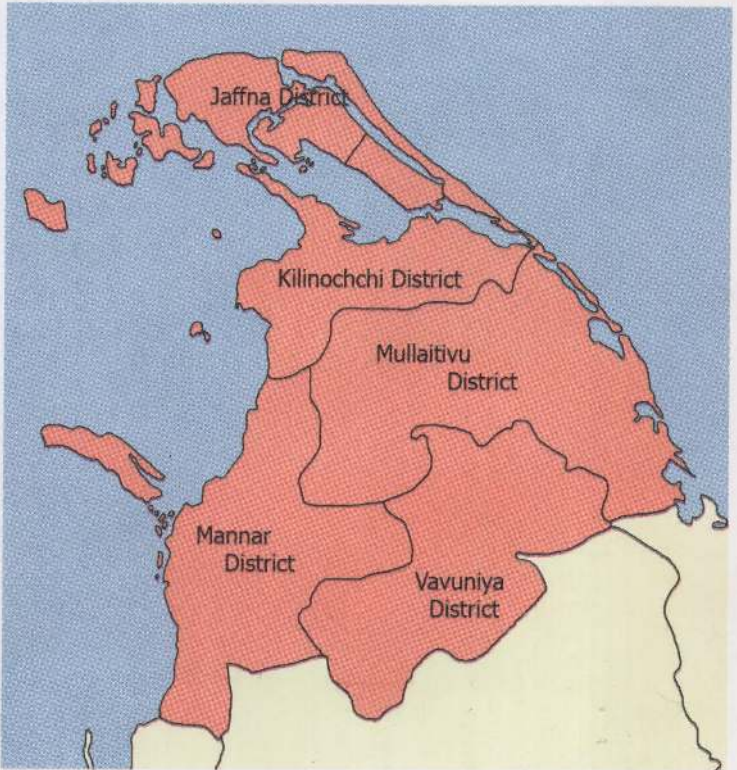 Jaffna District
Kilinochchi District
Mullaitivu
District
Mannar
District
Vavuniya
District